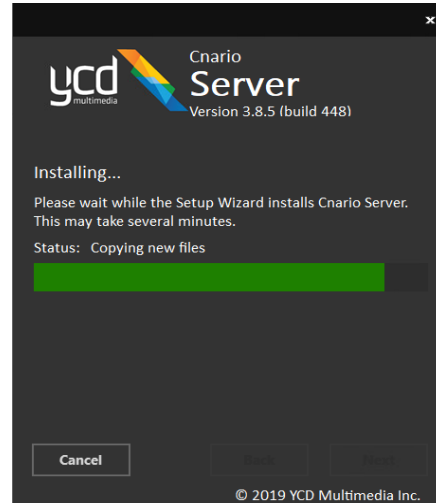 ×
ycd
multimedia
Cnario
Server
Version 3.8.5 (build 448)
Installing...
Please wait while the Setup Wizard installs Cnario Server.
This may take several minutes.
Status: Copying new files
Cancel
Back
Next
© 2019 YCD Multimedia Inc.